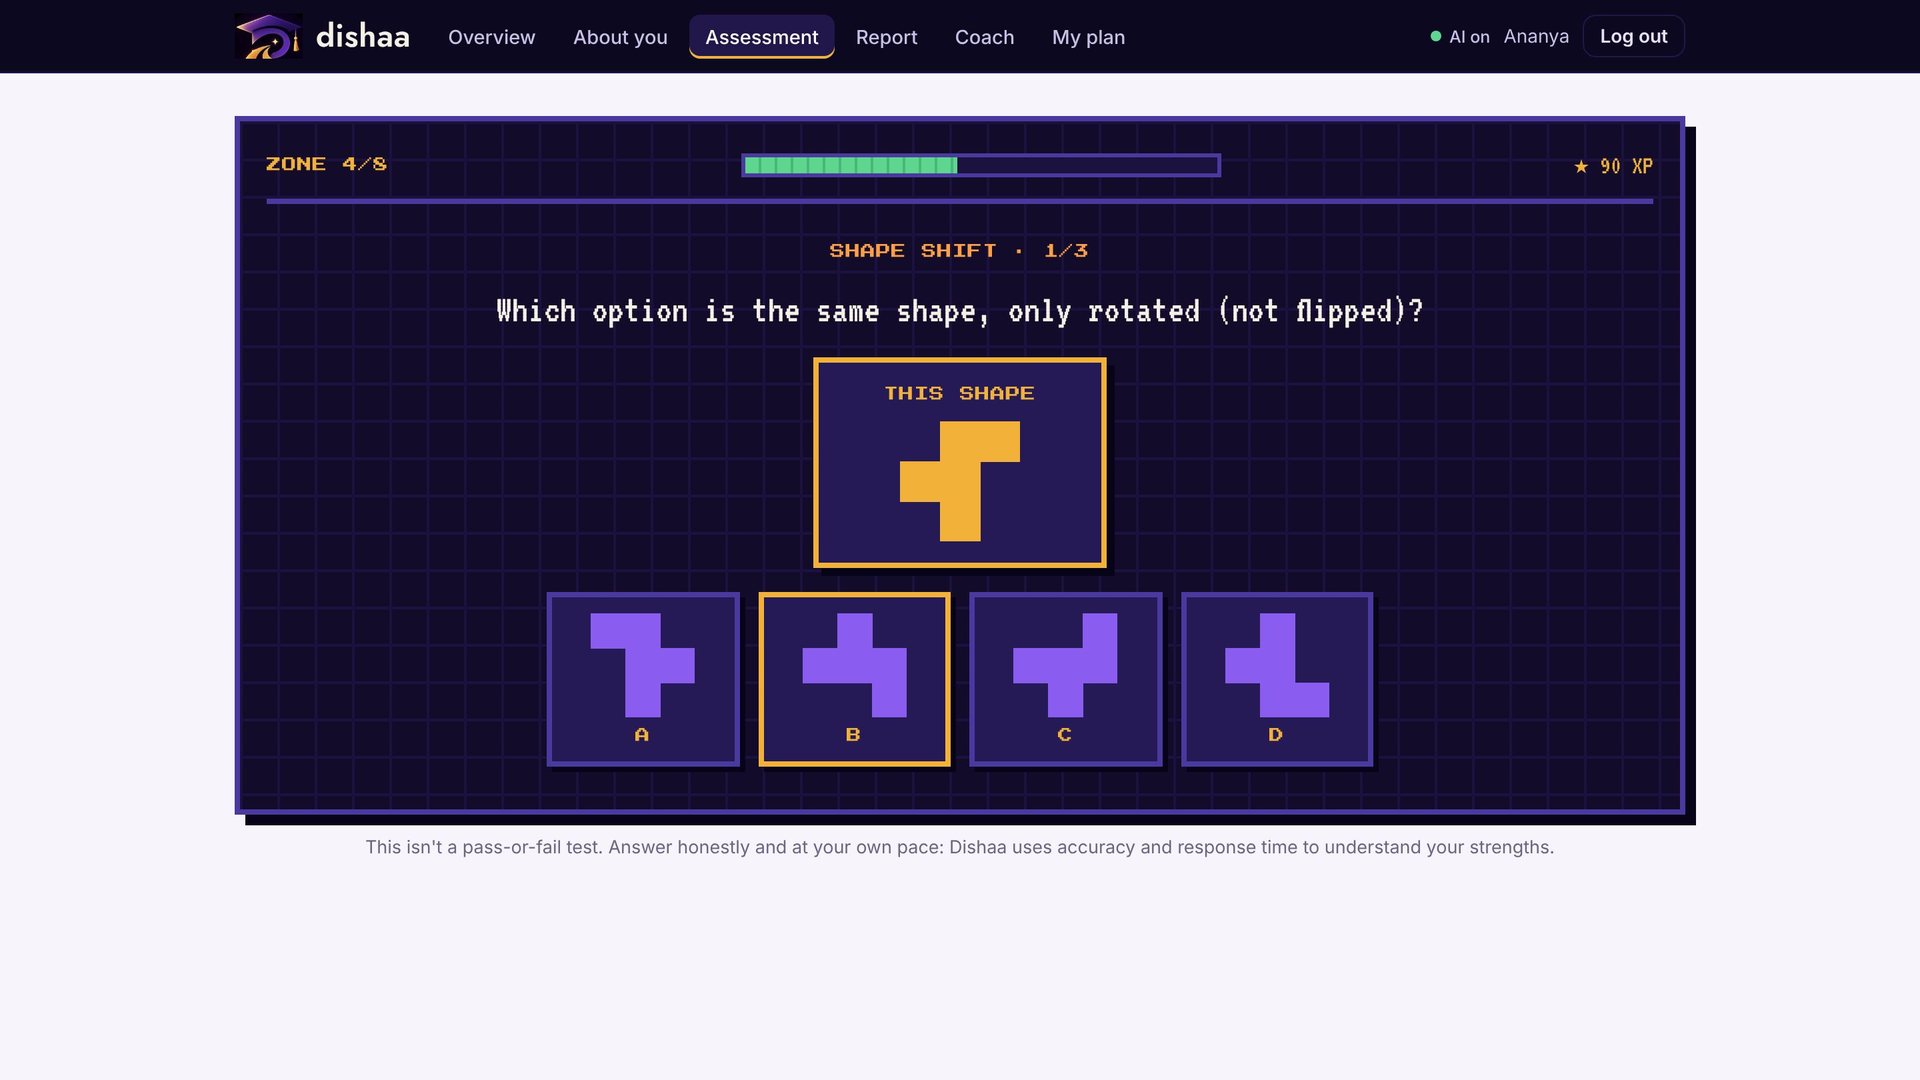 dishaa Overview About you Assessment Report Coach My plan AI on Ananya Log out
ZONE 4/8 ★ 90 XP
SHAPE SHIFT · 1/3
Which option is the same shape, only rotated (not flipped)?
THIS SHAPE
A B C D
This isn't a pass-or-fail test. Answer honestly and at your own pace: Dishaa uses accuracy and response time to understand your strengths.